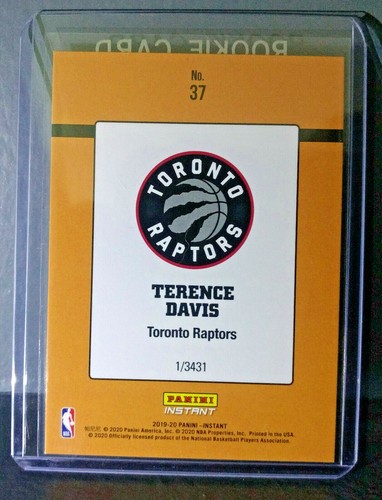 ROOKIE CARD
No.
37
TORONTO
RAPTORS
TERENCE
DAVIS
Toronto Raptors
1/3431
PANINI
INSTANT
2019-20 PANINI -INSTANT
© 2020 Panini America, Inc. © 2020 NBA Properties, Inc. Printed in the USA.
© 2020 Officially licensed product of the National Basketball Players Association.